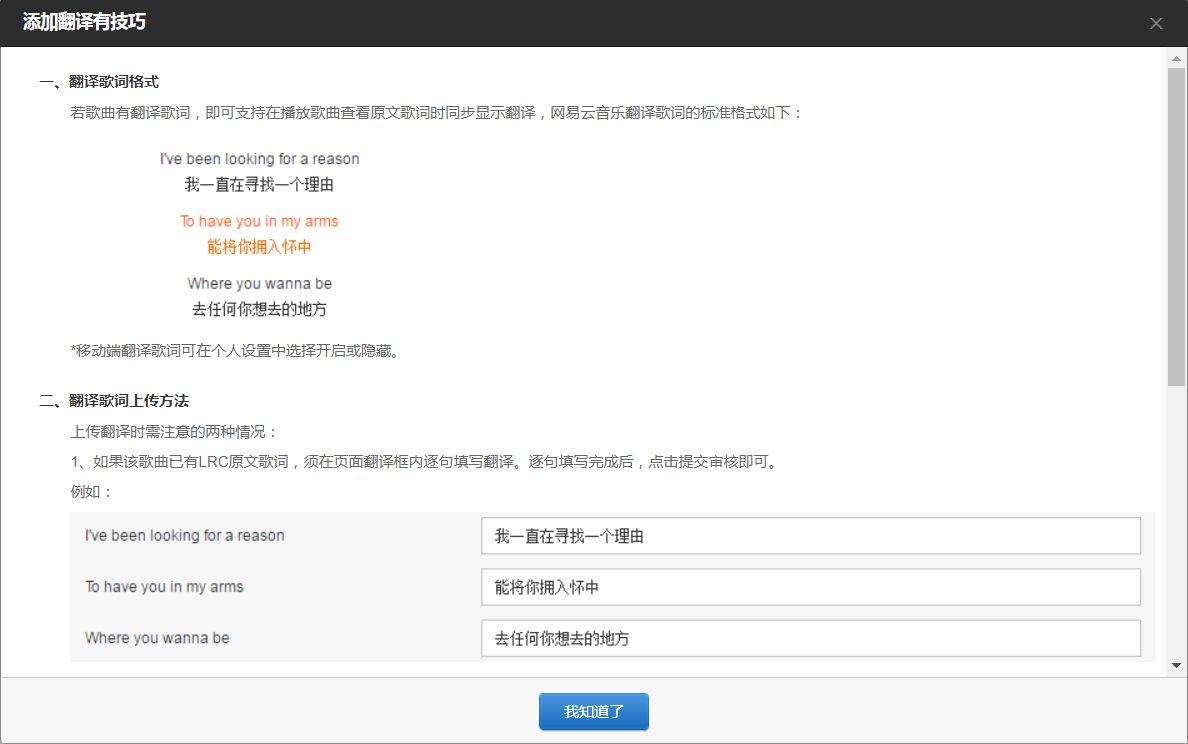 添加翻译有技巧
一、翻译歌词格式
若歌曲有翻译歌词，即可支持在播放歌曲查看原文歌词时同步显示翻译，网易云音乐翻译歌词的标准格式如下：
I've been looking for a reason
我一直在寻找一个理由
To have you in my arms
能将你拥入怀中
Where you wanna be
去任何你想去的地方
*移动端翻译歌词可在个人设置中选择开启或隐藏。
二、翻译歌词上传方法
上传翻译时需注意的两种情况：
1、如果该歌曲已有LRC原文歌词，须在页面翻译框内逐句填写翻译。逐句填写完成后，点击提交审核即可。
例如：
I've been looking for a reason 我一直在寻找一个理由
To have you in my arms 能将你拥入怀中
Where you wanna be 去任何你想去的地方
我知道了